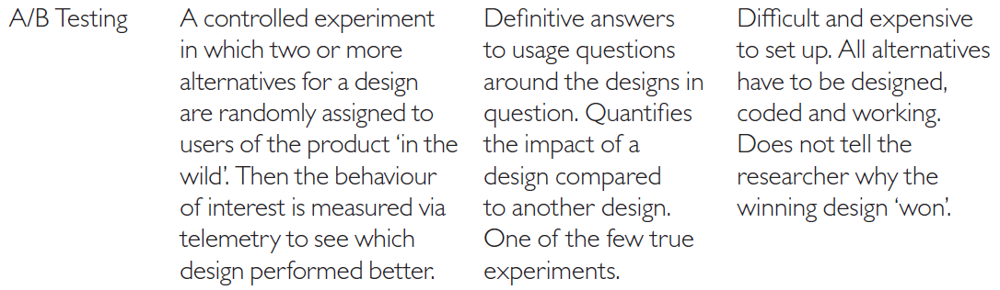 A/B Testing
A controlled experiment
in which two or more
alternatives for a design
are randomly assigned to
users of the product ‘in the
wild’. Then the behaviour
of interest is measured via
telemetry to see which
design performed better.
Definitive answers
to usage questions
around the designs in
question. Quantifies
the impact of a
design compared
to another design.
One of the few true
experiments.
Difficult and expensive
to set up. All alternatives
have to be designed,
coded and working.
Does not tell the
researcher why the
winning design ‘won’.